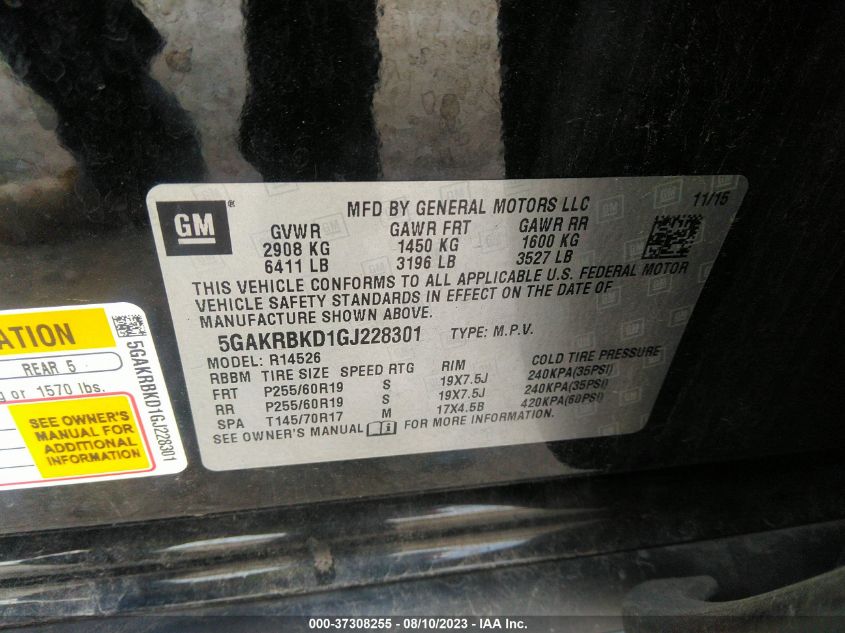 GM ®
MFD BY GENERAL MOTORS LLC
11/15
GVWR GAWR FRT GAWR RR
2908 KG 1450 KG 1600 KG
6411 LB 3196 LB 3527 LB
THIS VEHICLE CONFORMS TO ALL APPLICABLE U.S. FEDERAL MOTOR
VEHICLE SAFETY STANDARDS IN EFFECT ON THE DATE OF
MANUFACTURE SHOWN ABOVE.
5GAKRBKD1GJ228301 TYPE: M.P.V.
MODEL: R14526
RBBM TIRE SIZE SPEED RTG RIM COLD TIRE PRESSURE
FRT P255/60R19 S 19X7.5J 240KPA(35PSI)
RR P255/60R19 S 19X7.5J 240KPA(35PSI)
SPA T145/70R17 M 17X4.5B 420KPA(60PSI)
SEE OWNER'S MANUAL FOR MORE INFORMATION.
ATION
REAR 5
g or 1570 lbs.
SEE OWNER'S
MANUAL FOR
ADDITIONAL
INFORMATION
5GAKRBKD1GJ228301
000-37308255 - 08/10/2023 - IAA Inc.